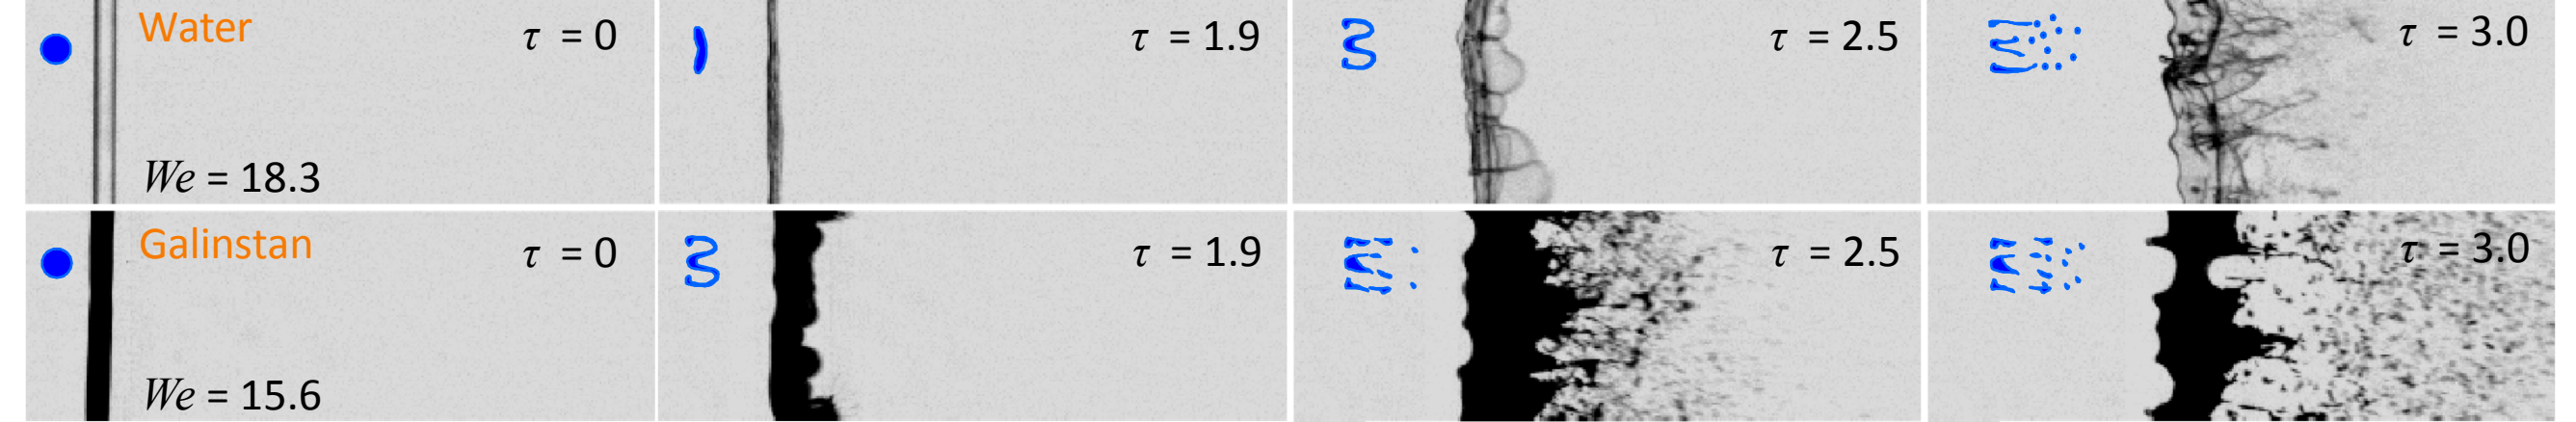 Water
τ = 0
We = 18.3
τ = 1.9
τ = 2.5
τ = 3.0
Galinstan
τ = 0
We = 15.6
τ = 1.9
τ = 2.5
τ = 3.0